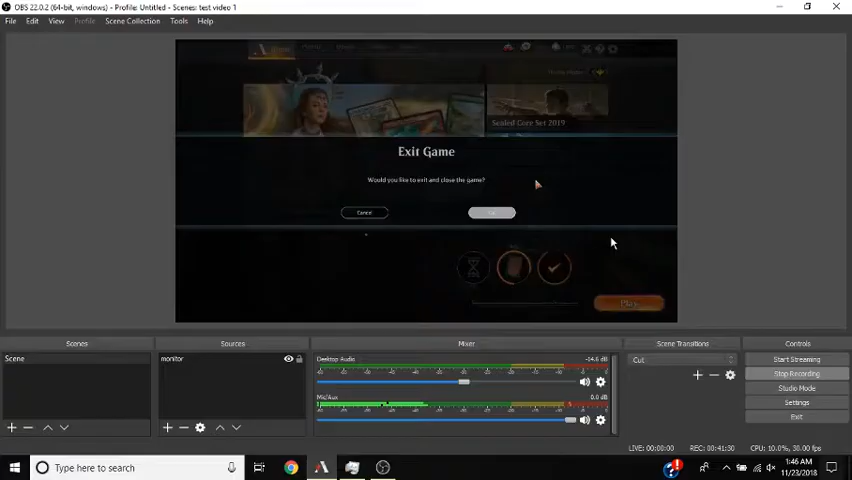 OBS 22.0.2 (64-bit, windows) - Profile: Untitled - Scenes: test video 1
File Edit View Profile Scene Collection Tools Help
Sealed Core Set 2019
Exit Game
Would you like to exit and close the game?
Cancel
Play
Scenes Sources Mixer Scene Transitions Controls
Scene
monitor
Desktop Audio -14.6 dB
Mic/Aux 0.0 dB
Cut
Start Streaming
Stop Recording
Studio Mode
Settings
Exit
LIVE: 00:00:00 REC: 00:41:30 CPU: 10.0%, 30.00 fps
Type here to search
1:46 AM
11/23/2018